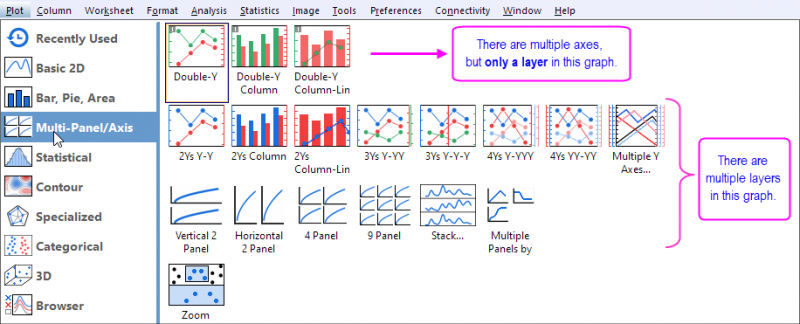 Plot Column Worksheet Format Analysis Statistics Image Tools Preferences Connectivity Window Help
Recently Used
Basic 2D
Bar, Pie, Area
Multi-Panel/Axis
Statistical
Contour
Specialized
Categorical
3D
Browser
Double-Y
Double-Y
Column
Double-Y
Column-Lin
There are multiple axes,
but only a layer in this graph.
2Ys Y-Y
2Ys Column
2Ys
Column-Lin
3Ys Y-YY
3Ys Y-Y-Y
4Ys Y-YYY
4Ys YY-YY
Multiple Y
Axes...
There are
multiple layers
in this graph.
Vertical 2
Panel
Horizontal
2 Panel
4 Panel
9 Panel
Stack...
Multiple
Panels by
Zoom